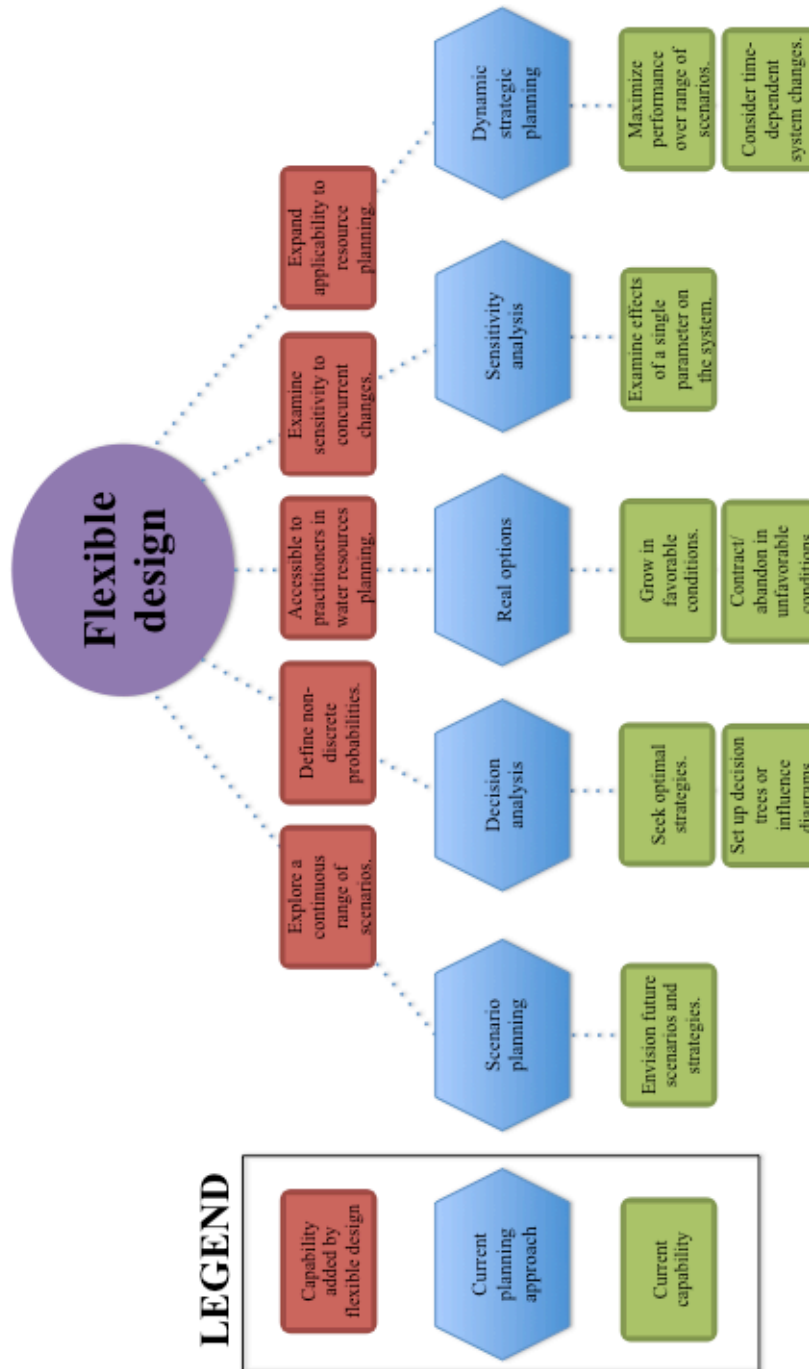 Flexible
design
Explore a
continuous
range of
scenarios.
Define non-
discrete
probabilities.
Accessible to
practitioners in
water resources
planning.
Examine
sensitivity to
concurrent
changes.
Expand
applicability to
resource
planning.
Scenario
planning
Decision
analysis
Real options
Sensitivity
analysis
Dynamic
strategic
planning
Envision future
scenarios and
strategies.
Seek optimal
strategies.
Set up decision
trees or
influence
diagrams
Grow in
favorable
conditions.
Contract/
abandon in
unfavorable
conditions
Examine effects
of a single
parameter on
the system.
Maximize
performance
over range of
scenarios.
Consider time-
dependent
system changes.
LEGEND
Capability
added by
flexible design
Current
planning
approach
Current
capability